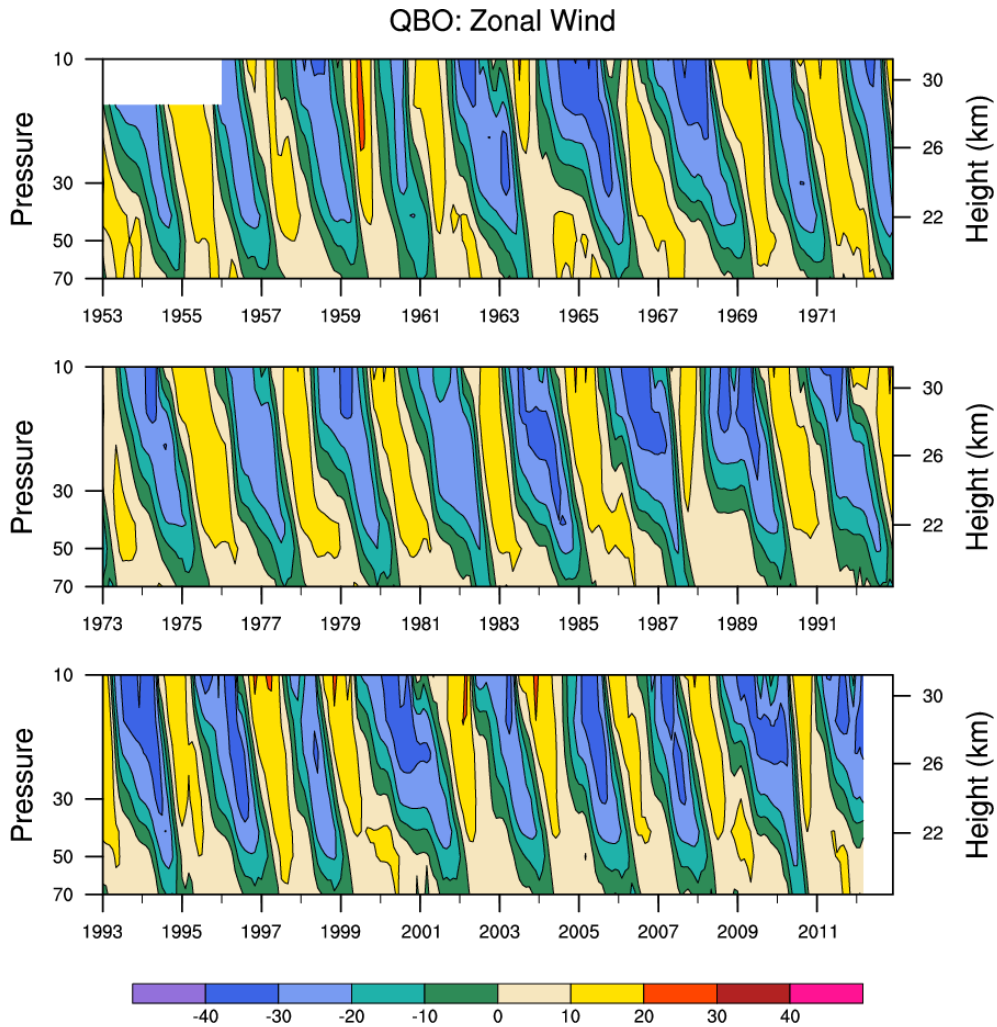 QBO: Zonal Wind
10
30
50
70
Pressure
30
26
22
Height (km)
1953 1955 1957 1959 1961 1963 1965 1967 1969 1971
10
30
50
70
Pressure
30
26
22
Height (km)
1973 1975 1977 1979 1981 1983 1985 1987 1989 1991
10
30
50
70
Pressure
30
26
22
Height (km)
1993 1995 1997 1999 2001 2003 2005 2007 2009 2011
-40 -30 -20 -10 0 10 20 30 40